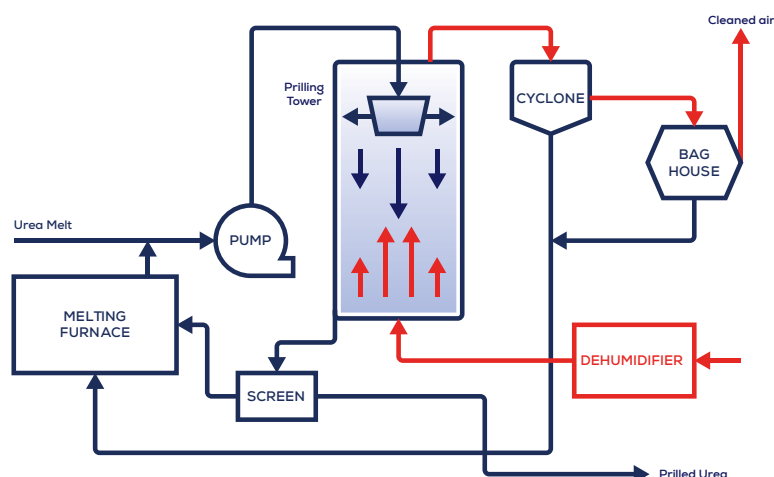 Cleaned air
Prilling
Tower
CYCLONE
BAG
HOUSE
Urea Melt
PUMP
MELTING
FURNACE
DEHUMIDIFIER
SCREEN
Prilled Urea